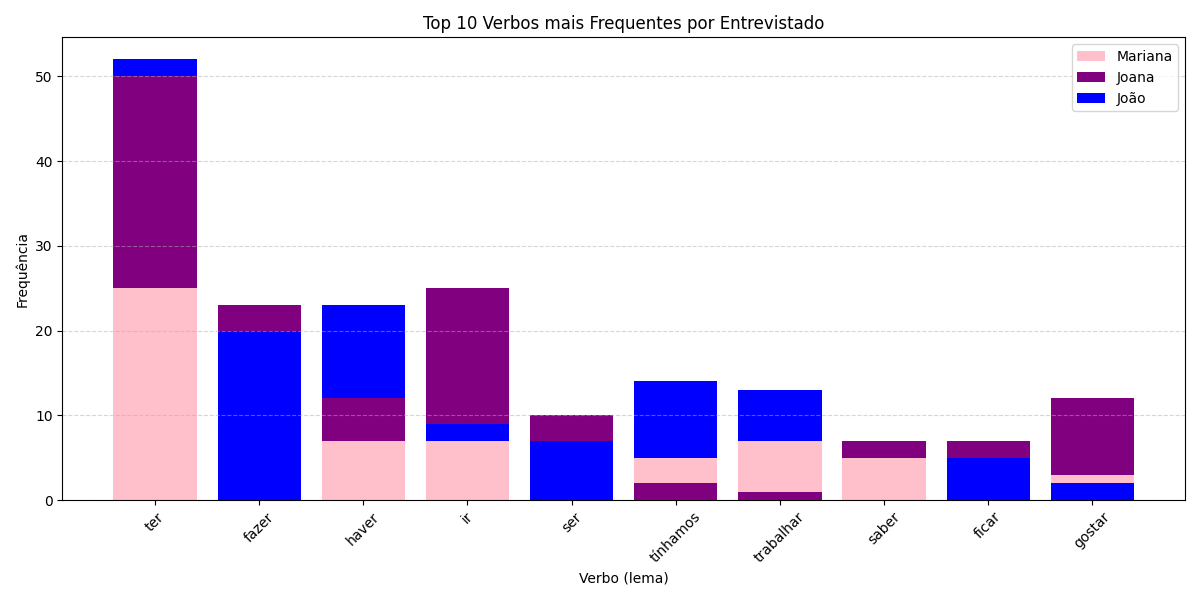 Top 10 Verbos mais Frequentes por Entrevistado
Mariana
Joana
João
Frequência
50
40
30
20
10
0
ter
fazer
haver
ir
ser
tínhamos
trabalhar
saber
ficar
gostar
Verbo (lema)